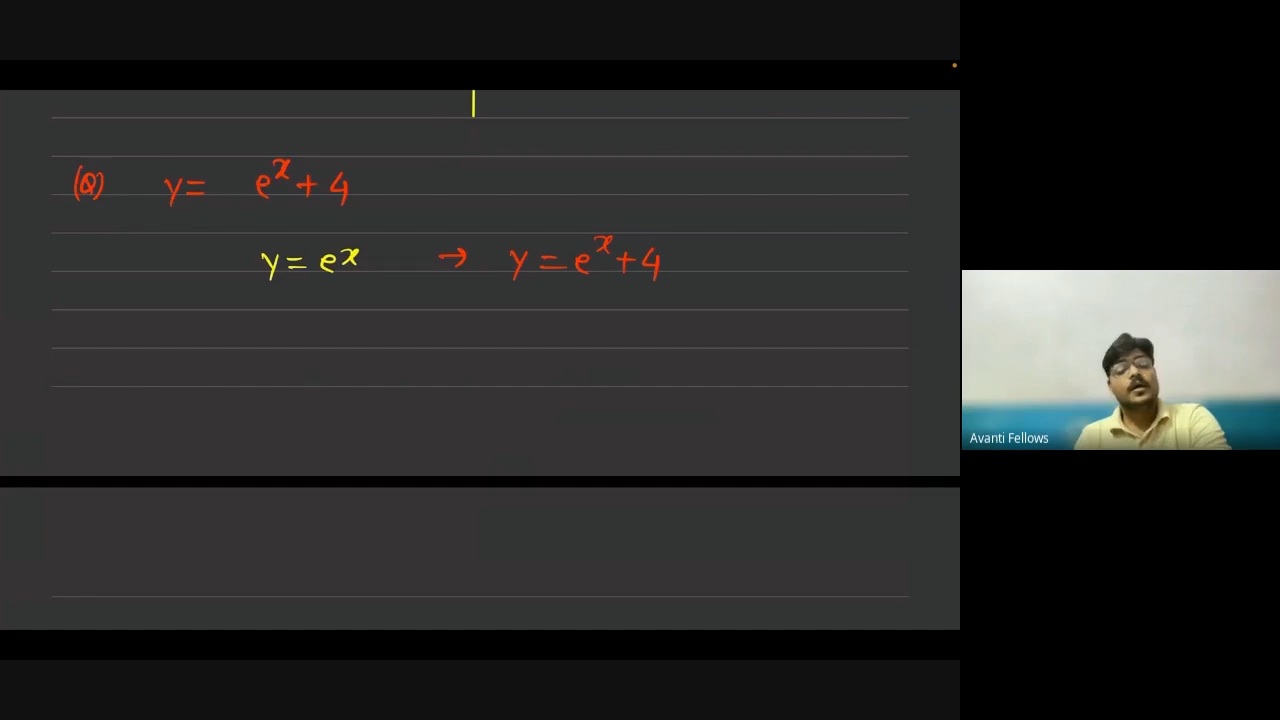 (Q) y = e^x + 4
y = e^x → y = e^x + 4
Avanti Fellows